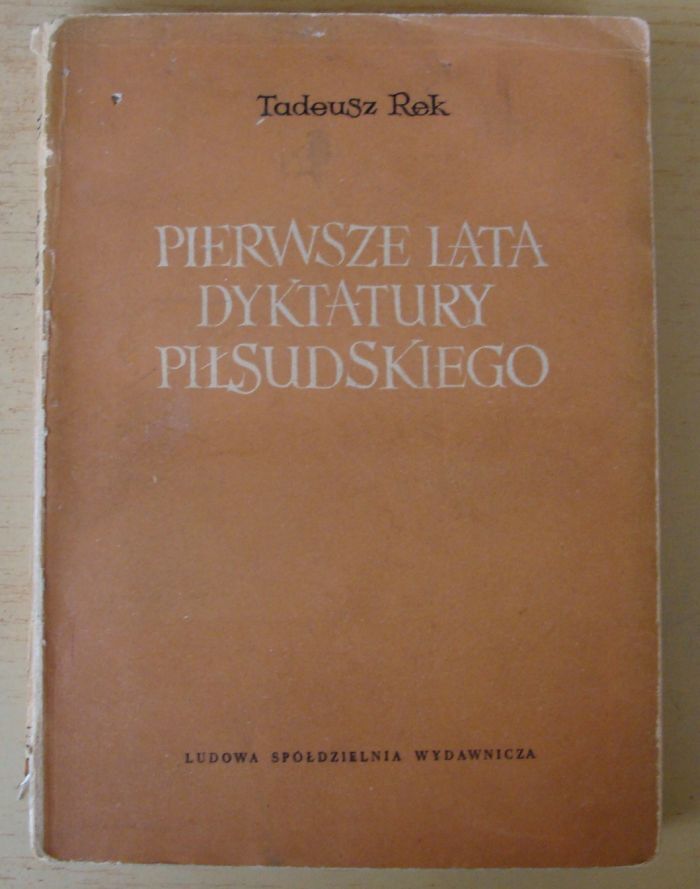 Tadeusz Rek
PIERWSZE LATA
DYKTATURY
PIŁSUDSKIEGO
LUDOWA SPÓŁDZIELNIA WYDAWNICZA